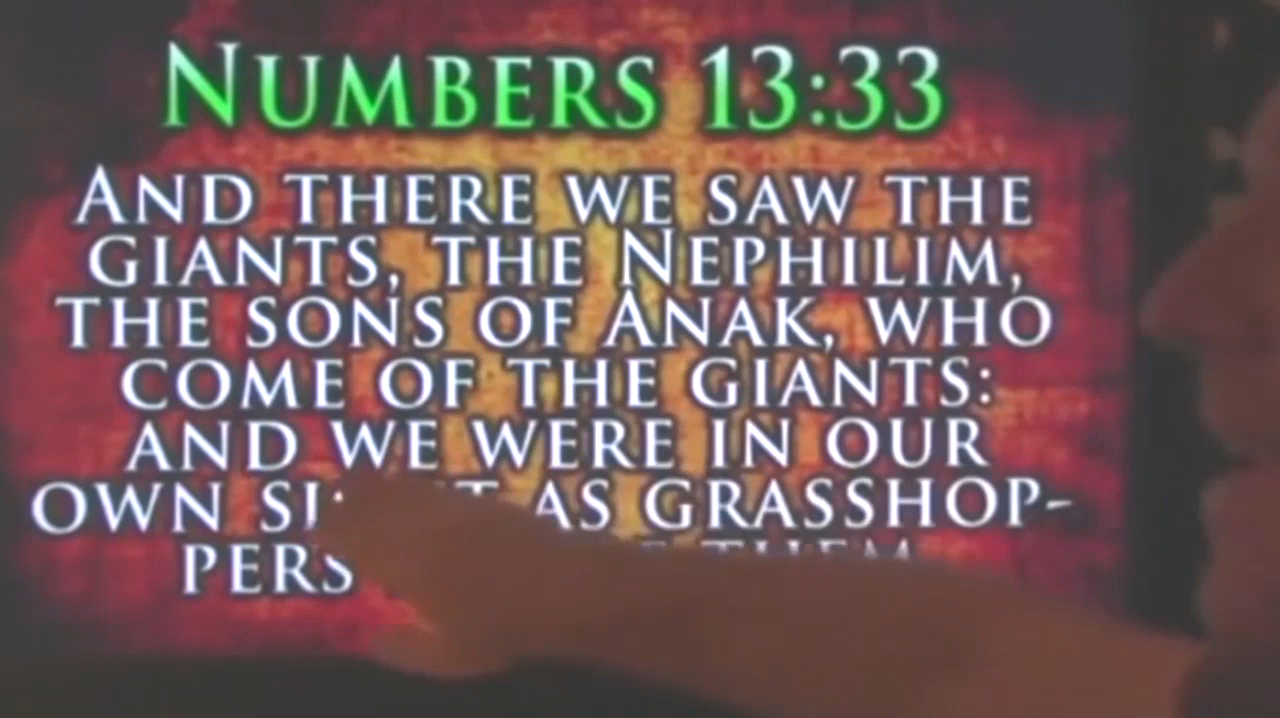 NUMBERS 13:33
AND THERE WE SAW THE
GIANTS, THE NEPHILIM,
THE SONS OF ANAK, WHO
COME OF THE GIANTS:
AND WE WERE IN OUR
OWN AS GRASSHOP-
PERS THEM